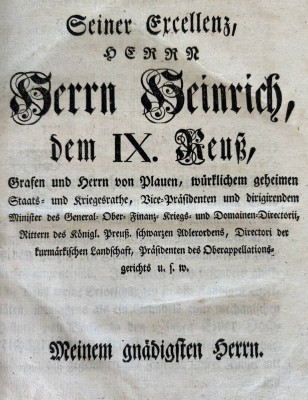 Seiner Excellenz,
HERRN
Herrn Heinrich,
dem IX. Reuß,
Grafen und Herrn von Plauen, würklichem geheimen
Staats- und Kriegesrathe, Vice-Präsidenten und dirigirendem
Minister des General- Ober- Finanz- Kriegs- und Domainen-Directorii,
Rittern des Königl. Preuß. schwarzen Adlerordens, Directori der
kurmärkischen Landschaft, Präsidenten des Oberappellations-
gerichts u. s. w.
Meinem gnädigsten Herrn.